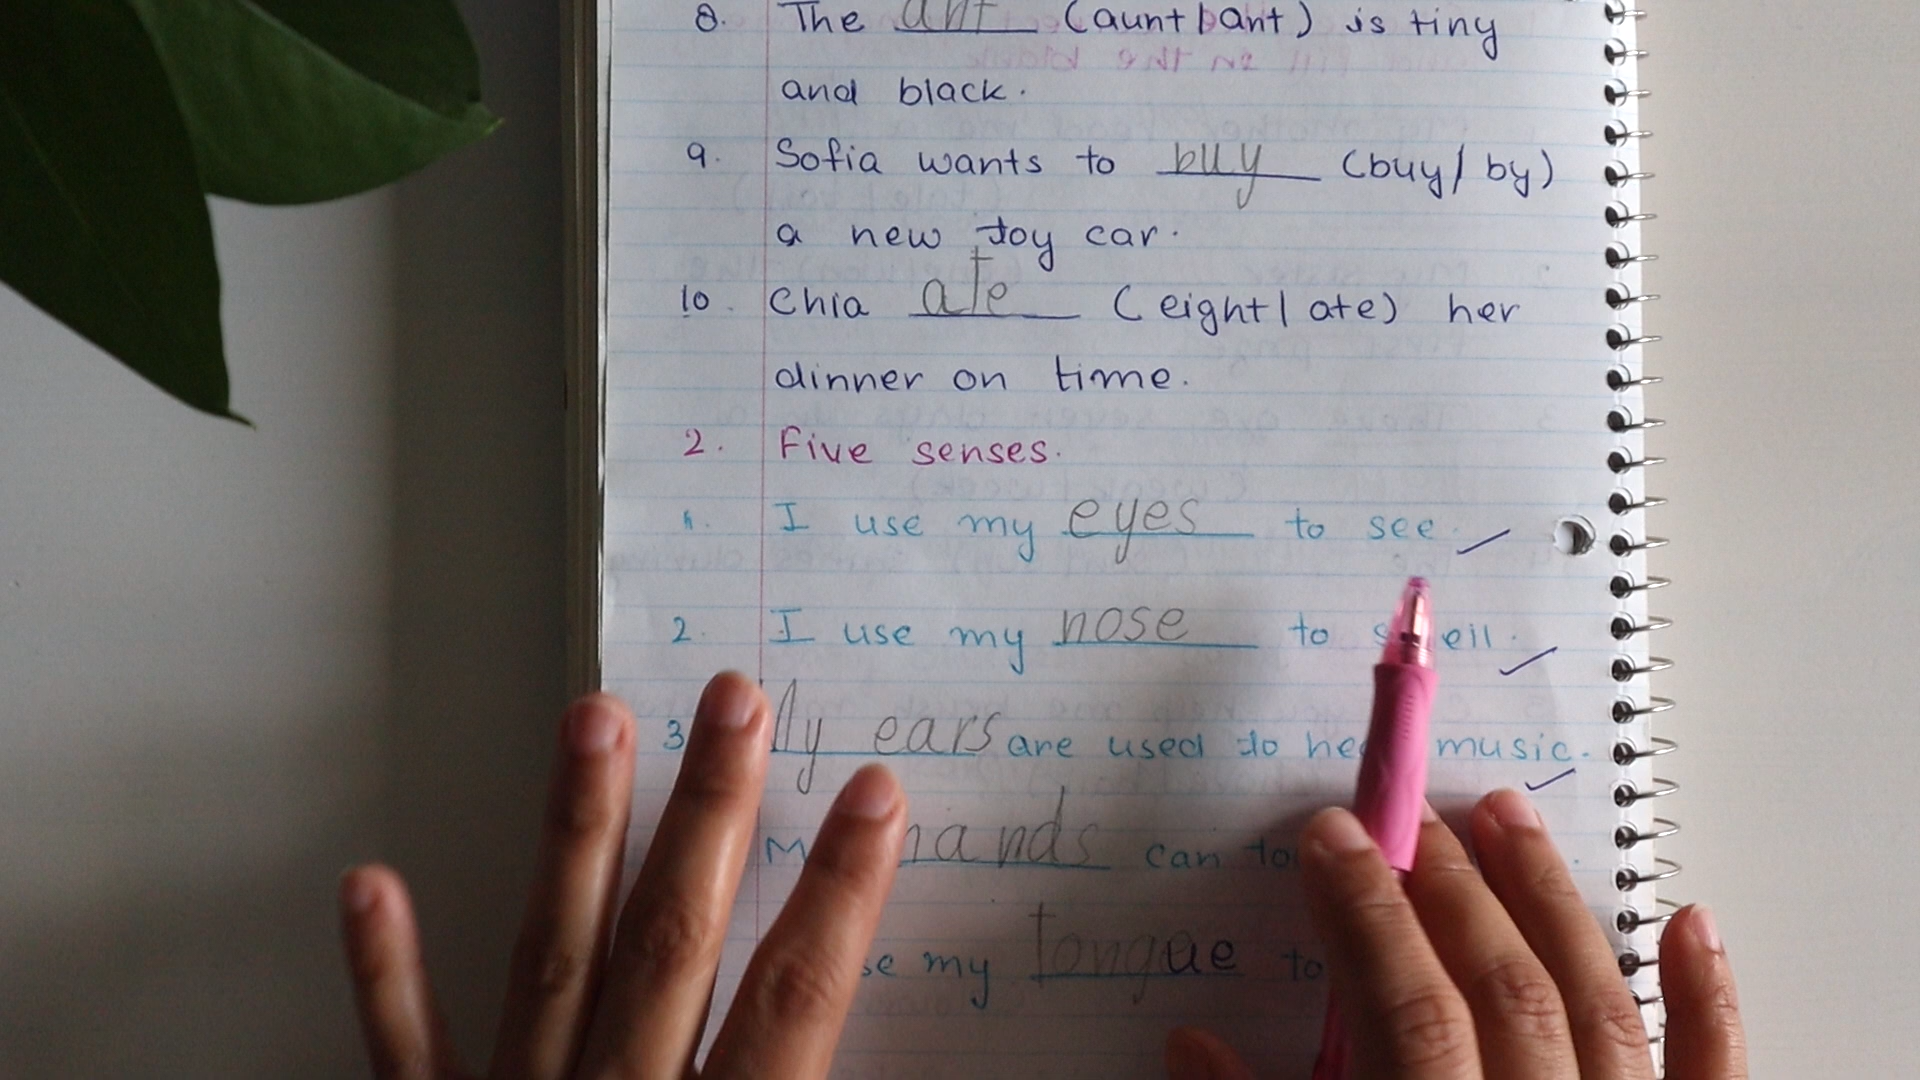 8. The ant (aunt/ant) is tiny
and black.
9. Sofia wants to buy (buy/by)
a new toy car.
10. Chia ate (eight/ate) her
dinner on time.
2. Five senses.
1. I use my eyes to see.
2. I use my nose to
3. My ears are used to music.
hands can
my tongue to